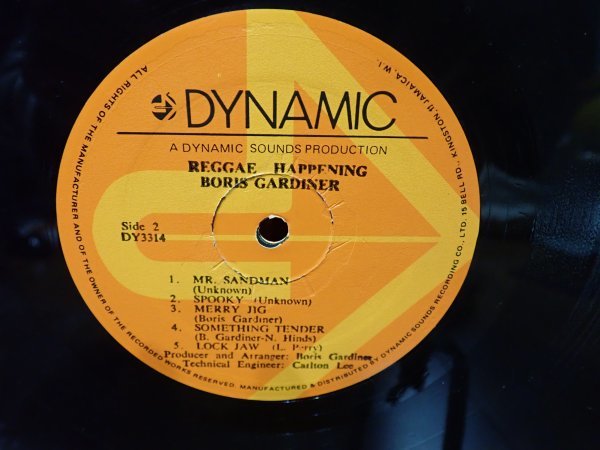 DYNAMIC
A DYNAMIC SOUNDS PRODUCTION
REGGAE HAPPENING
BORIS GARDINER
Side 2
DY3314
1. MR. SANDMAN
(Unknown)
2. SPOOKY (Unknown)
3. MERRY JIG
(Boris Gardiner)
4. SOMETHING TENDER
(B. Gardiner-N. Hinds)
5. LOCK JAW (L. Perry)
Producer and Arranger: Boris Gardiner
Technical Engineer: Carlton Lee
ALL RIGHTS OF THE MANUFACTURER AND OF THE OWNER OF THE RECORDED WORKS RESERVED. MANUFACTURED & DISTRIBUTED BY DYNAMIC SOUNDS RECORDING CO., LTD. 15 BELL RD., KINGSTON 11 JAMAICA, W.I.